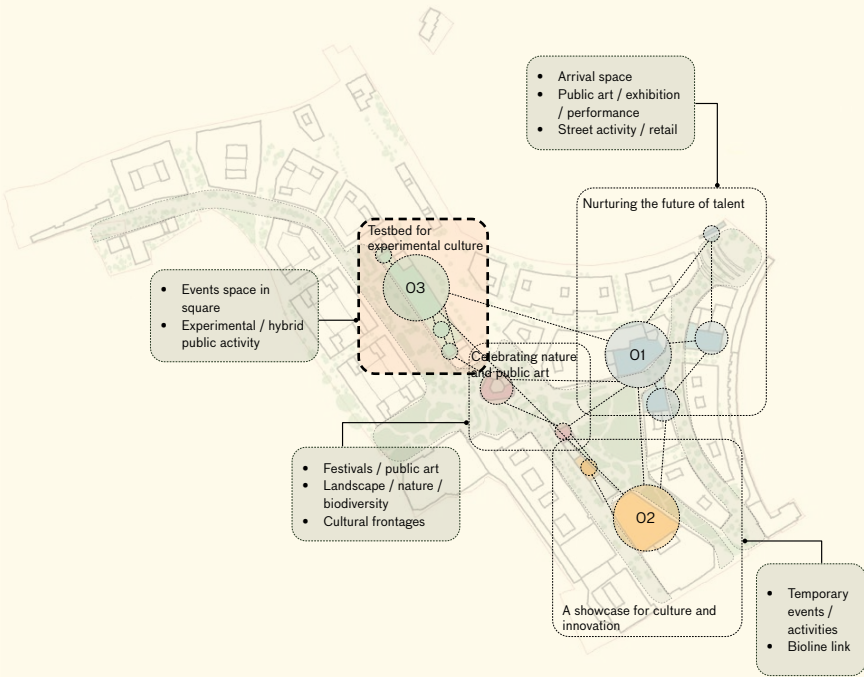 • Arrival space
• Public art / exhibition
/ performance
• Street activity / retail
Nurturing the future of talent
Testbed for
experimental culture
03
• Events space in
square
• Experimental / hybrid
public activity
01
Celebrating nature
and public art
• Festivals / public art
• Landscape / nature /
biodiversity
• Cultural frontages
02
A showcase for culture and
innovation
• Temporary
events /
activities
• Bioline link